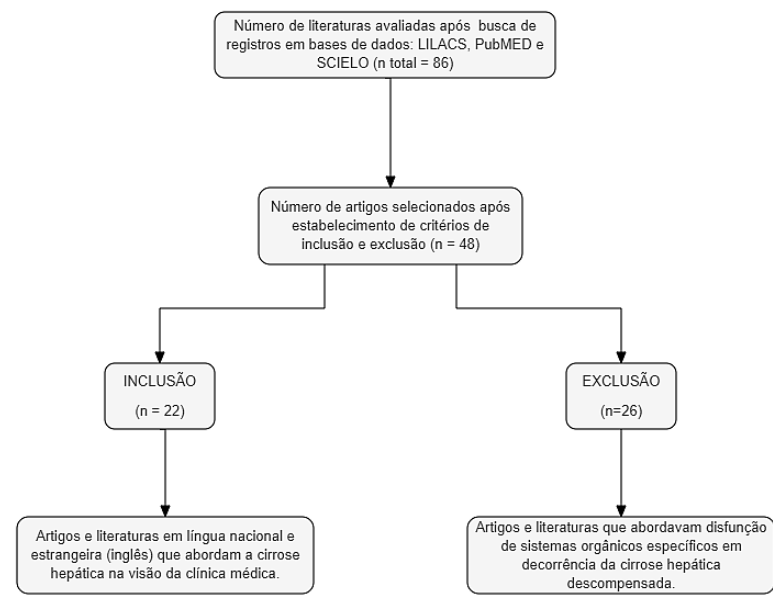 Número de literaturas avaliadas após busca de
registros em bases de dados: LILACS, PubMED e
SCIELO (n total = 86)
Número de artigos selecionados após
estabelecimento de critérios de
inclusão e exclusão (n = 48)
INCLUSÃO
(n = 22)
EXCLUSÃO
(n=26)
Artigos e literaturas em língua nacional e
estrangeira (inglês) que abordam a cirrose
hepática na visão da clínica médica.
Artigos e literaturas que abordavam disfunção
de sistemas orgânicos específicos em
decorrência da cirrose hepática
descompensada.